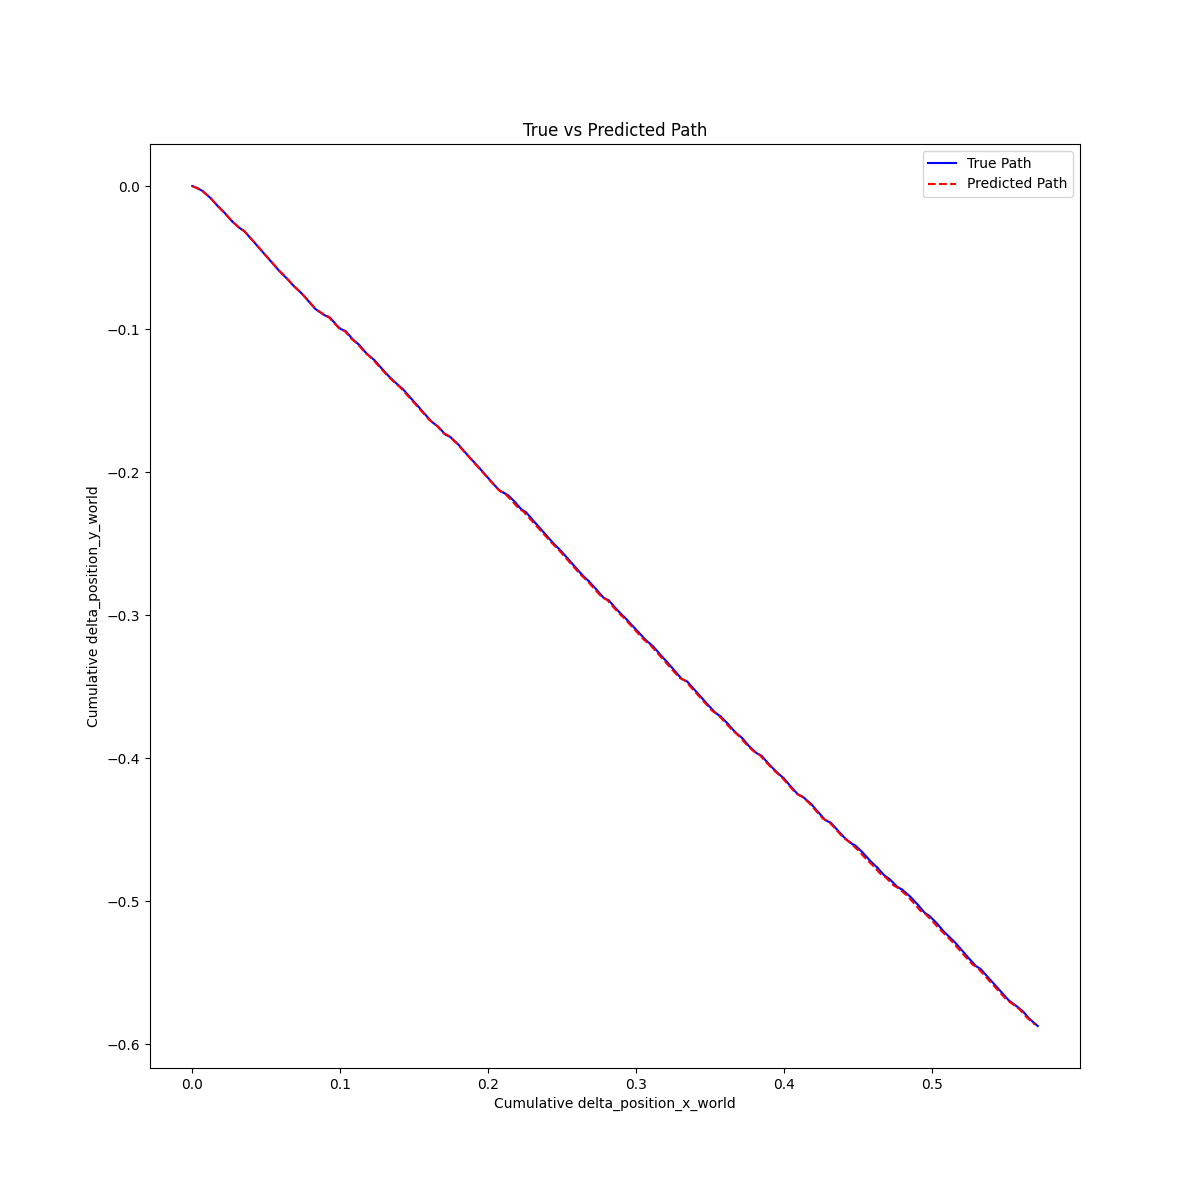 True vs Predicted Path
True Path
Predicted Path
0.0
−0.1
−0.2
−0.3
−0.4
−0.5
−0.6
Cumulative delta_position_y_world
0.0 0.1 0.2 0.3 0.4 0.5
Cumulative delta_position_x_world